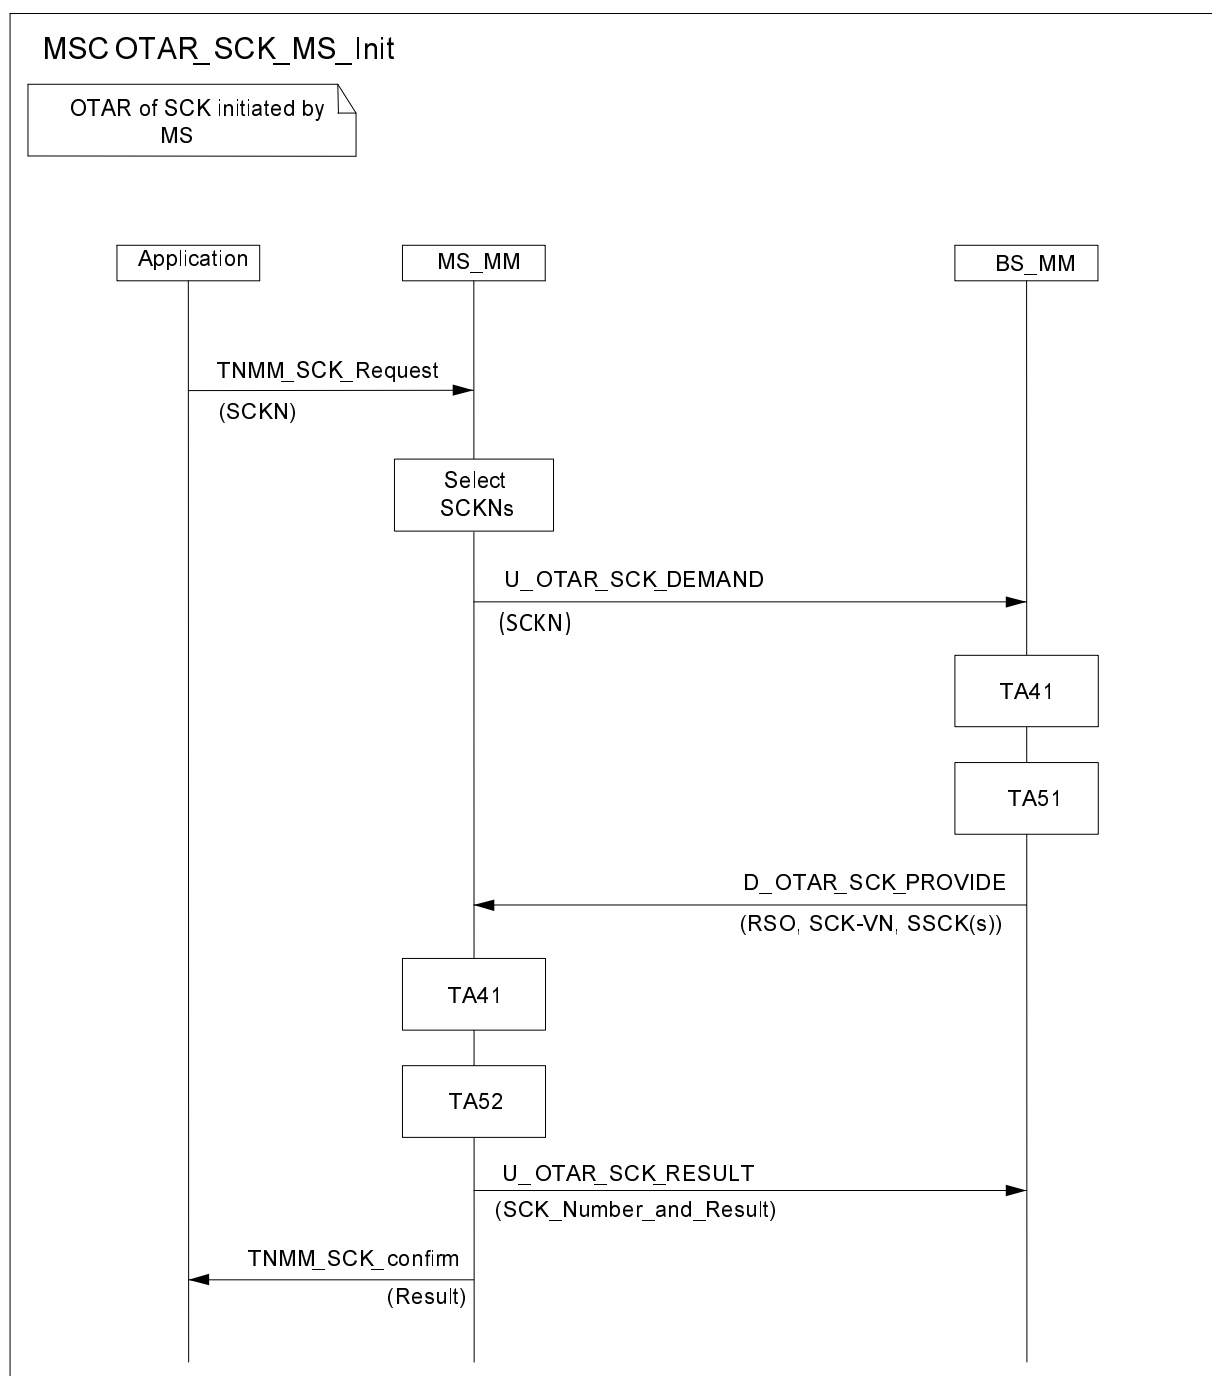 MSC OTAR_SCK_MS_Init
OTAR of SCK initiated by
MS
Application
MS_MM
BS_MM
TNMM_SCK_Request
(SCKN)
Select
SCKNs
U_OTAR_SCK_DEMAND
(SCKN)
TA41
TA51
D_OTAR_SCK_PROVIDE
(RSO, SCK-VN, SSCK(s))
TA41
TA52
U_OTAR_SCK_RESULT
(SCK_Number_and_Result)
TNMM_SCK_confirm
(Result)